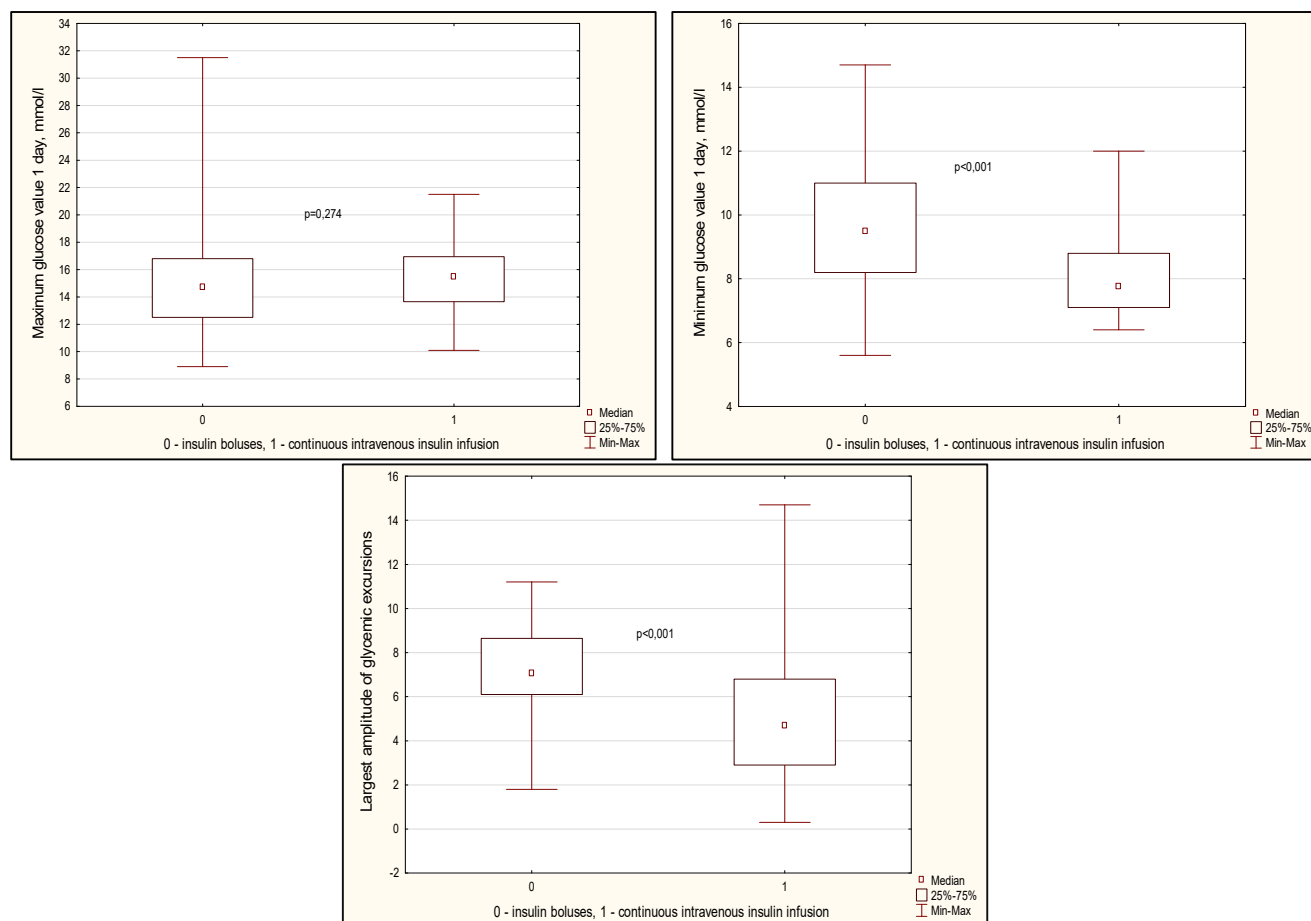 Maximum glucose value 1 day, mmol/l
34
32
30
28
26
24
22
20
18
16
14
12
10
8
6
p=0,274
0 1
0 - insulin boluses, 1 - continuous intravenous insulin infusion
Median
25%-75%
Min-Max
Minimum glucose value 1 day, mmol/l
16
14
12
10
8
6
4
p<0,001
0 1
0 - insulin boluses, 1 - continuous intravenous insulin infusion
Median
25%-75%
Min-Max
Largest amplitude of glycemic excursions
16
14
12
10
8
6
4
2
0
-2
p<0,001
0 1
0 - insulin boluses, 1 - continuous intravenous insulin infusion
Median
25%-75%
Min-Max